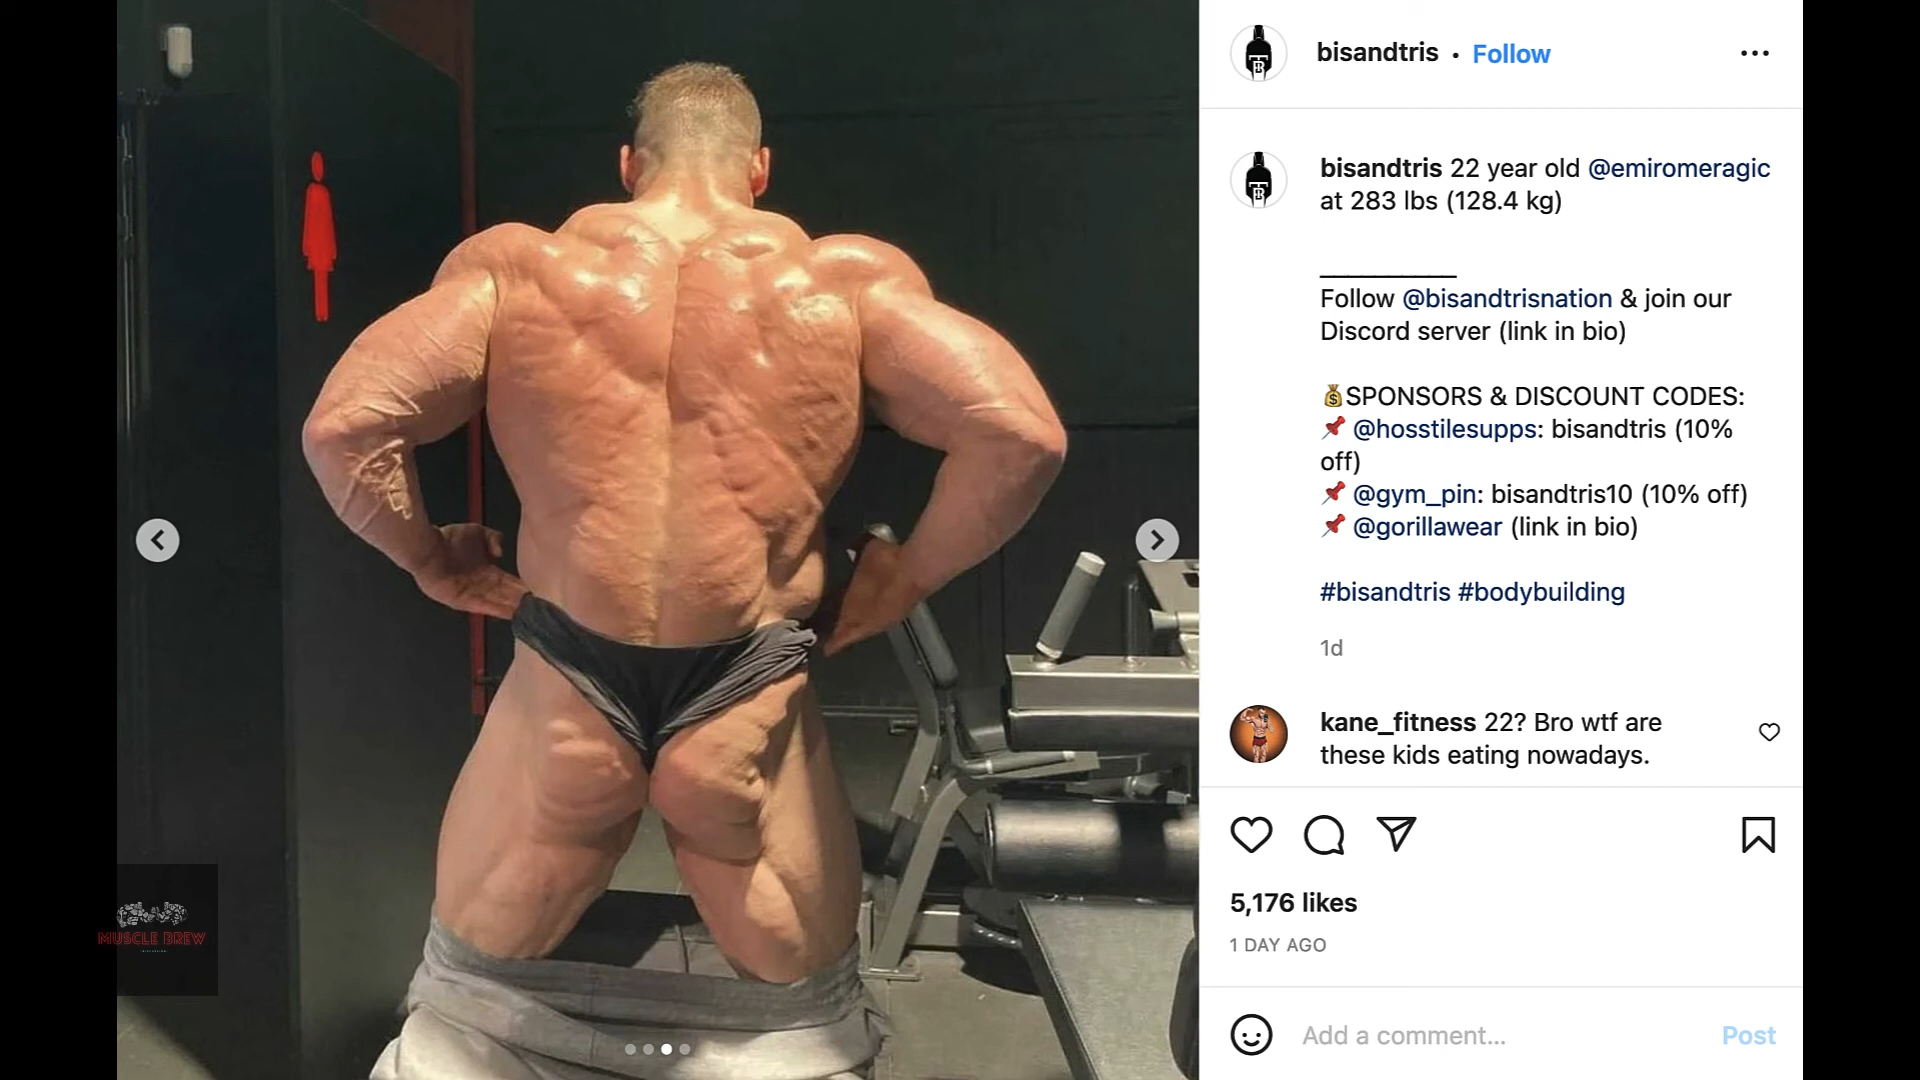 bisandtris • Follow
bisandtris 22 year old @emiromeragic
at 283 lbs (128.4 kg)
__________
Follow @bisandtrisnation & join our
Discord server (link in bio)
💰SPONSORS & DISCOUNT CODES:
📌 @hosstilesupps: bisandtris (10%
off)
📌 @gym_pin: bisandtris10 (10% off)
📌 @gorillawear (link in bio)
#bisandtris #bodybuilding
1d
kane_fitness 22? Bro wtf are
these kids eating nowadays.
5,176 likes
1 DAY AGO
Add a comment... Post
MUSCLE BREW